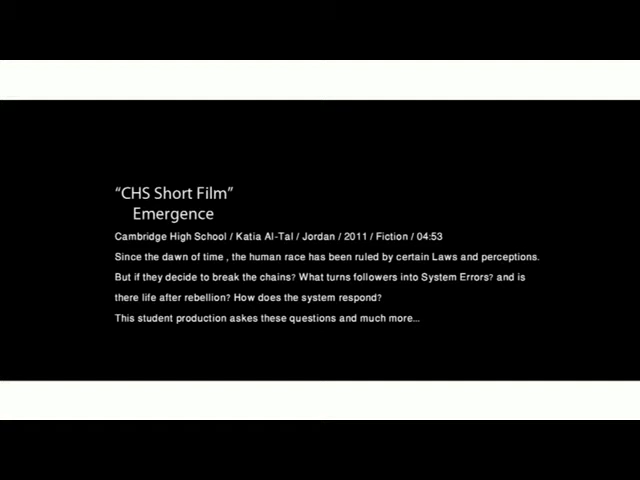 “CHS Short Film”
Emergence
Cambridge High School / Katia Al-Tal / Jordan / 2011 / Fiction / 04:53
Since the dawn of time , the human race has been ruled by certain Laws and perceptions.
But if they decide to break the chains? What turns followers into System Errors? and is
there life after rebellion? How does the system respond?
This student production askes these questions and much more...